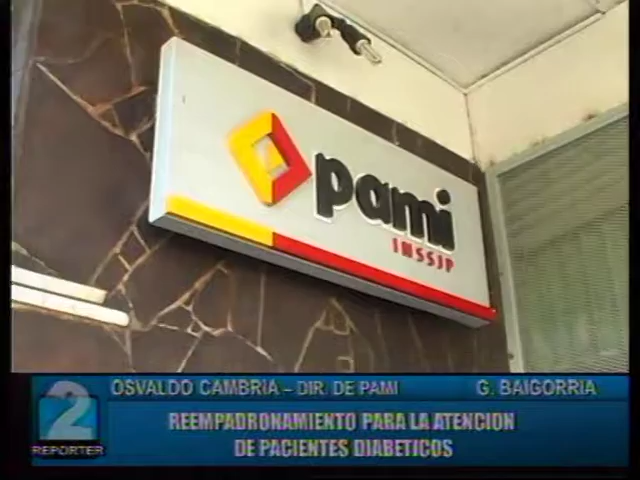 pami
INSSJP
OSVALDO CAMBRIA – DIR. DE PAMI
G. BAIGORRIA
2
REPORTER
REEMPADRONAMIENTO PARA LA ATENCION
DE PACIENTES DIABETICOS